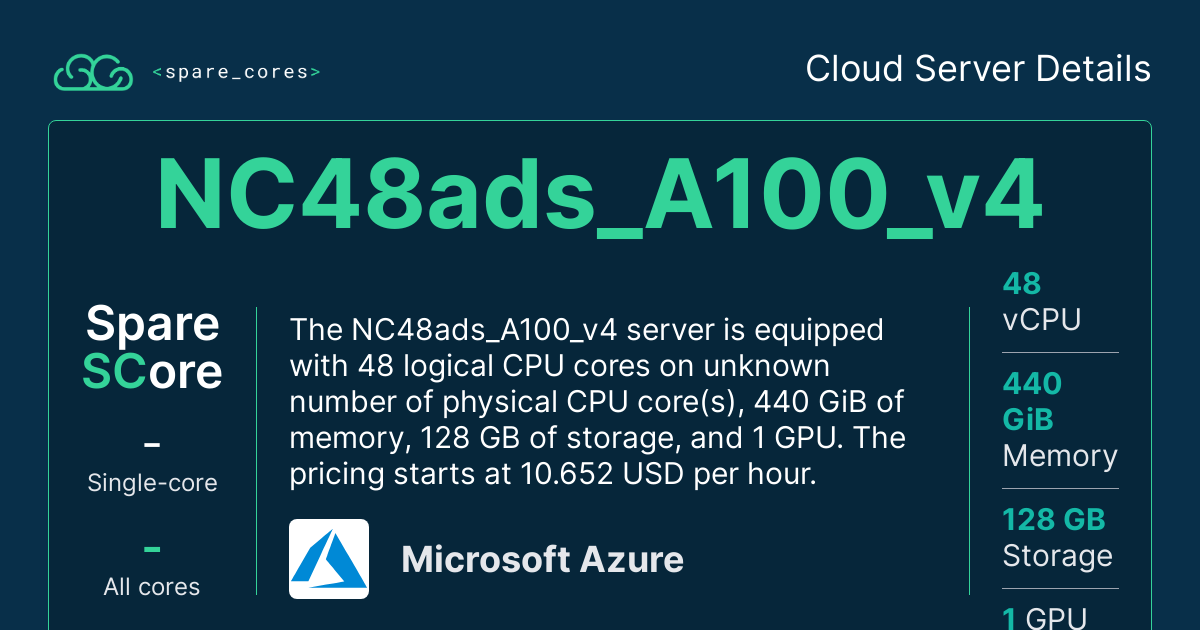 <spare_cores>
Cloud Server Details
NC48ads_A100_v4
Spare
SCore
–
Single-core
–
All cores
The NC48ads_A100_v4 server is equipped
with 48 logical CPU cores on unknown
number of physical CPU core(s), 440 GiB of
memory, 128 GB of storage, and 1 GPU. The
pricing starts at 10.652 USD per hour.
Microsoft Azure
48
vCPU
440
GiB
Memory
128 GB
Storage
1 GPU